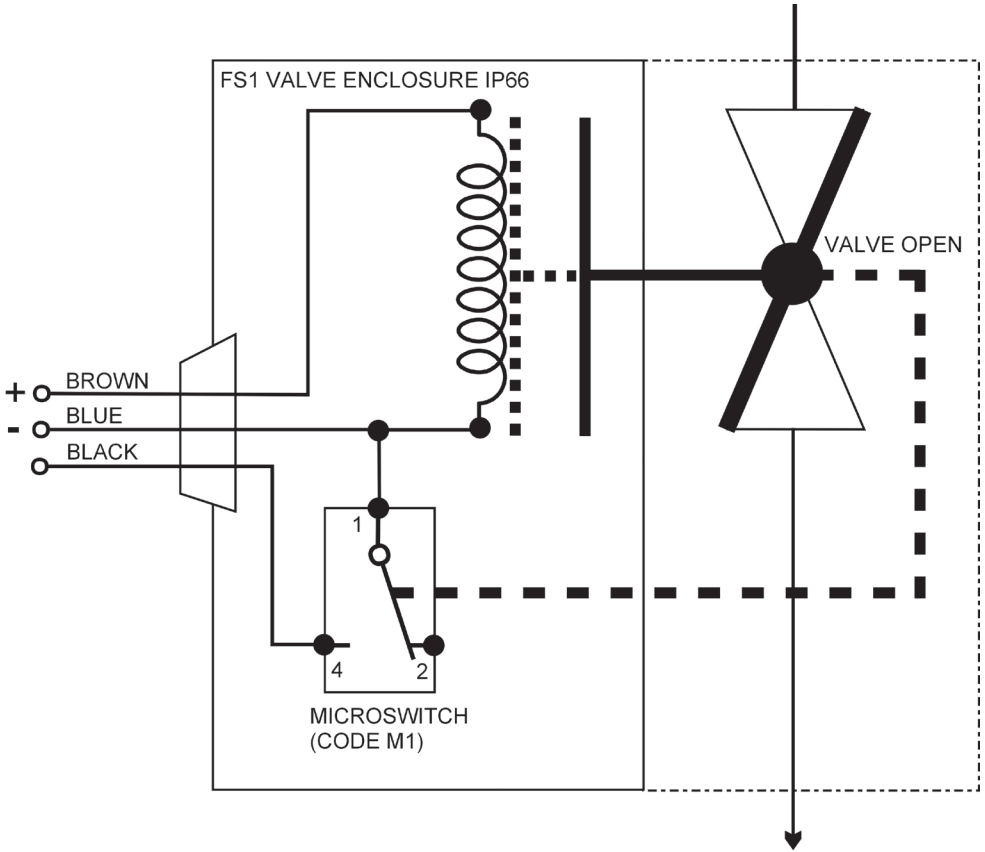 FS1 VALVE ENCLOSURE IP66
VALVE OPEN
+ BROWN
- BLUE
BLACK
1
4
2
MICROSWITCH
(CODE M1)